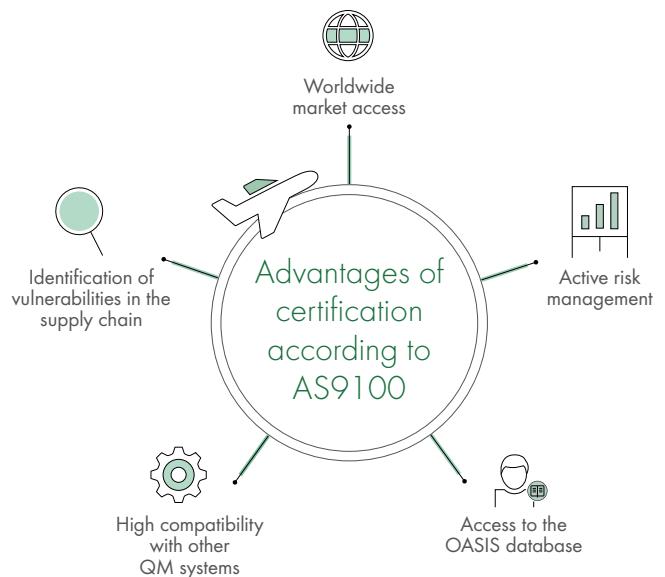 Worldwide
market access
Identification of
vulnerabilities in the
supply chain
Active risk
management
Advantages of
certification
according to
AS9100
High compatibility
with other
QM systems
Access to the
OASIS database